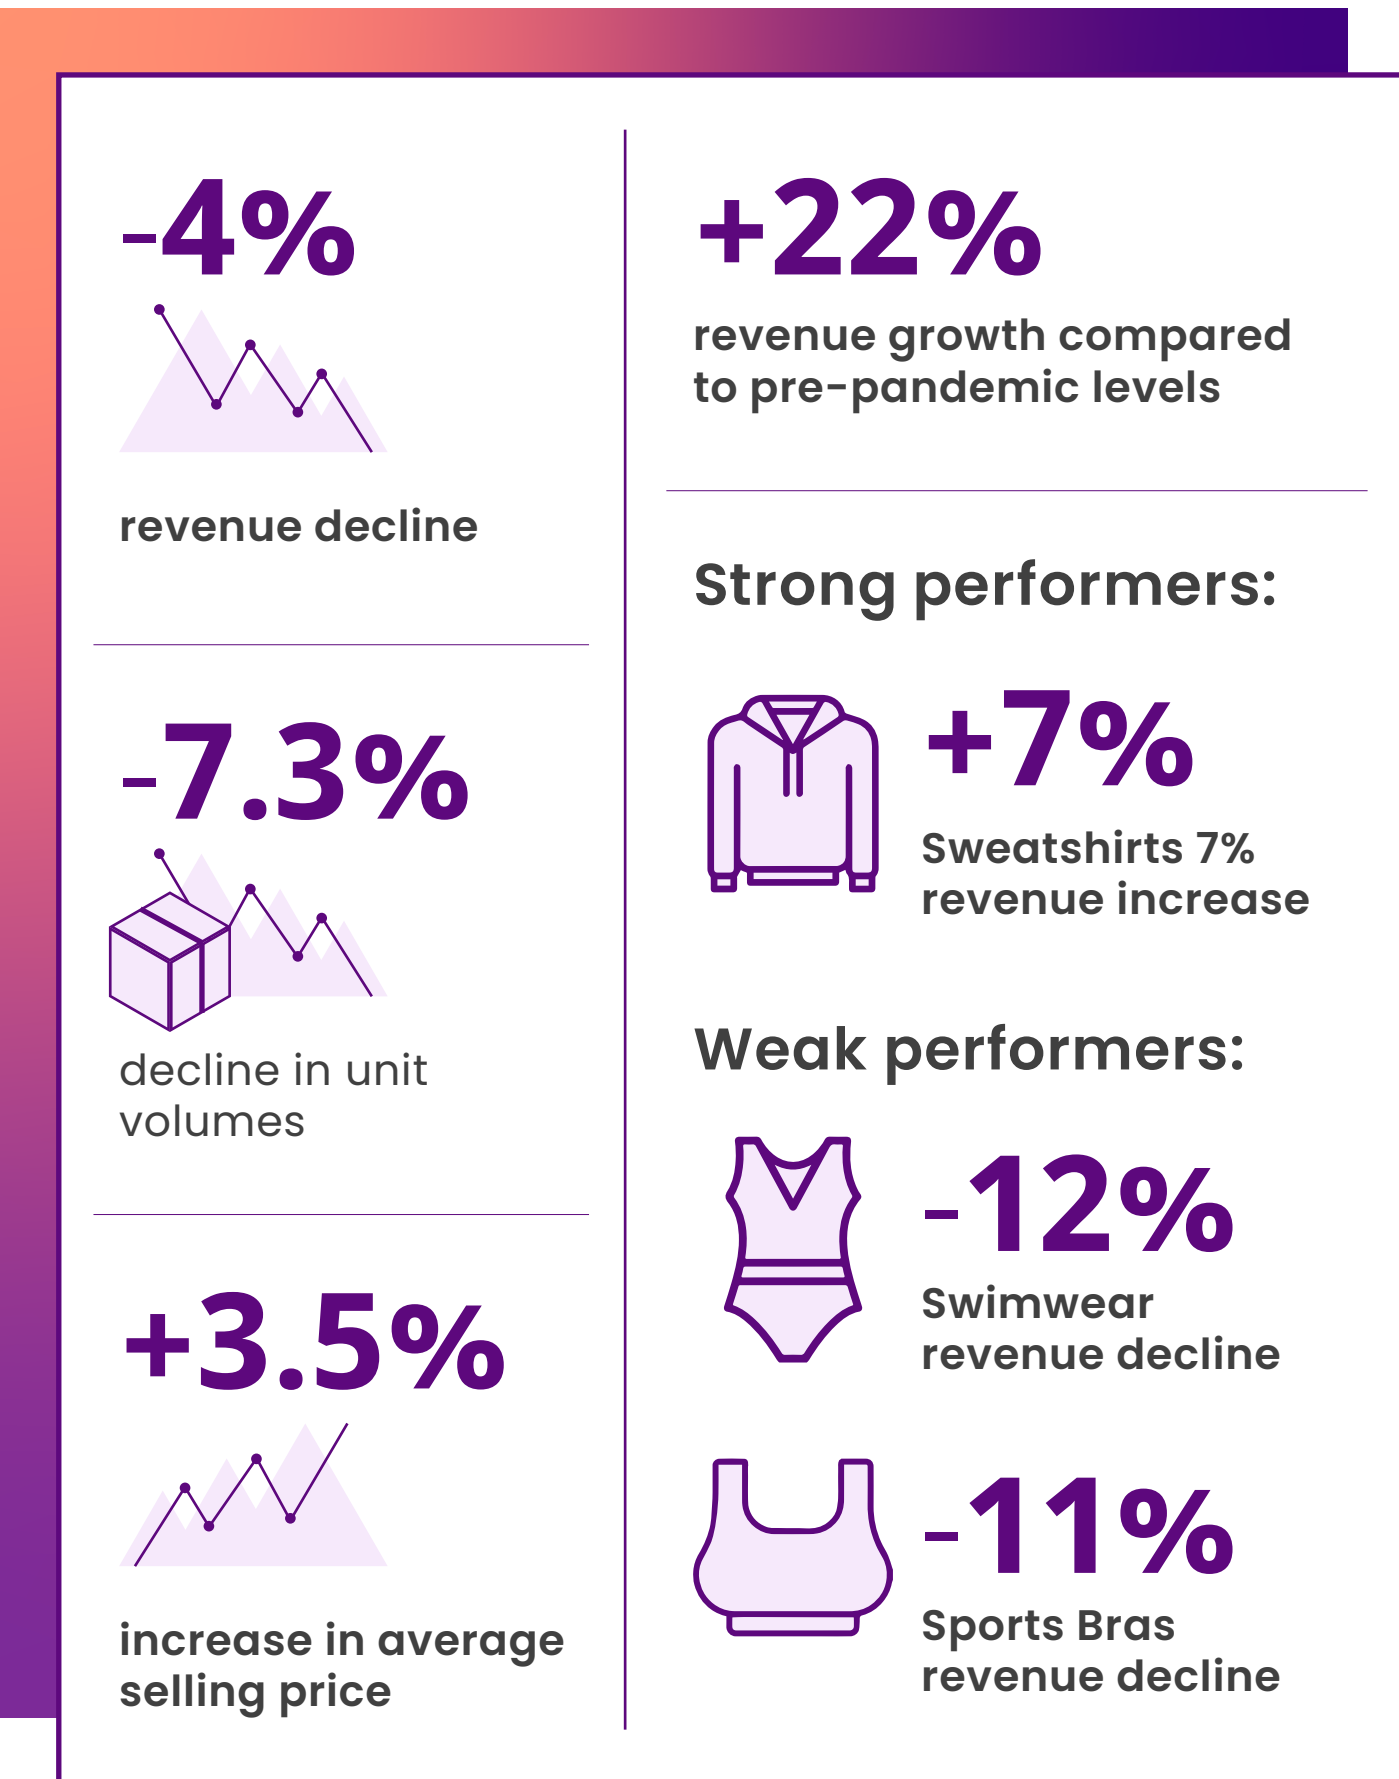 -4%
revenue decline
-7.3%
decline in unit
volumes
+3.5%
increase in average
selling price
+22%
revenue growth compared
to pre-pandemic levels
Strong performers:
+7%
Sweatshirts 7%
revenue increase
Weak performers:
-12%
Swimwear
revenue decline
-11%
Sports Bras
revenue decline